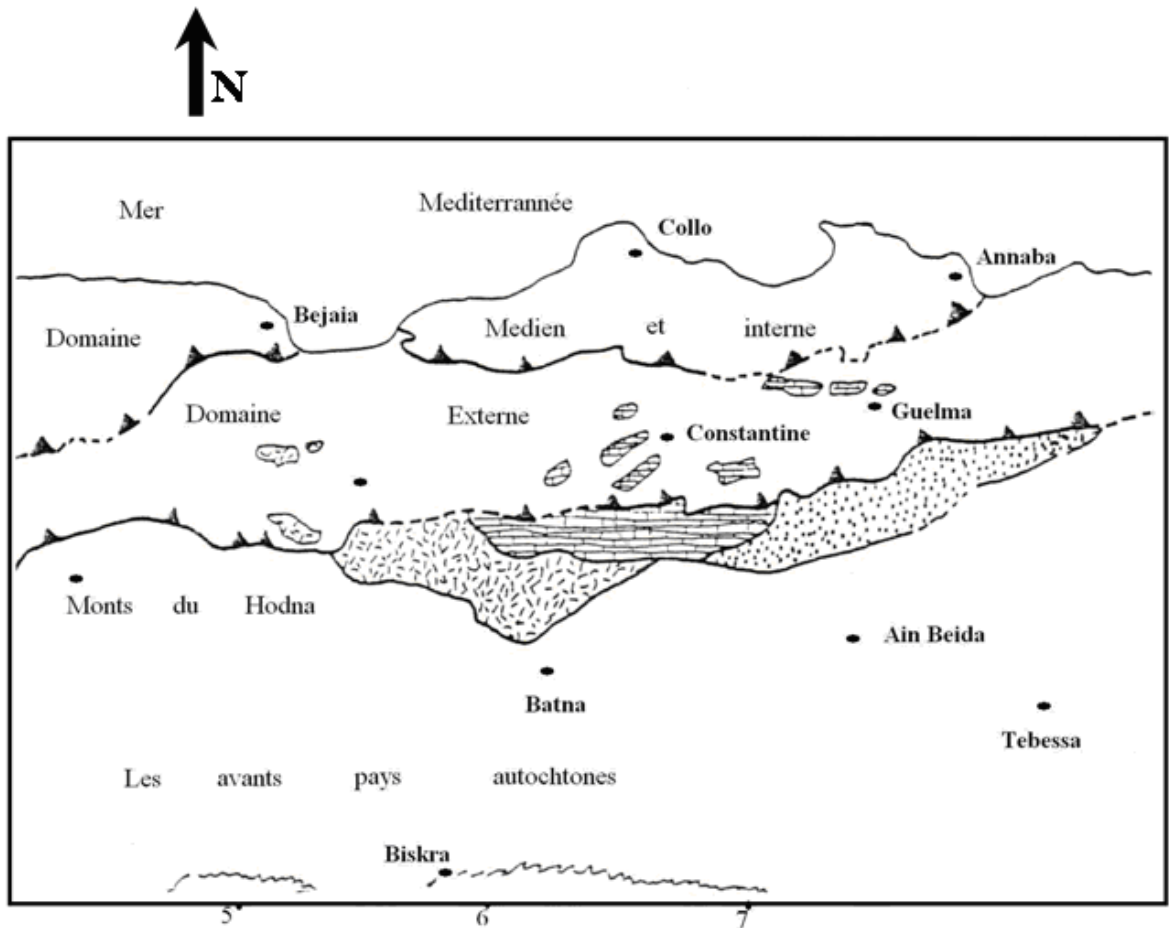 N
Mer Mediterrannée
Collo
Annaba
Bejaia
Domaine Medien et interne
Domaine Externe
Guelma
Constantine
Monts du Hodna
Ain Beida
Batna
Tebessa
Les avants pays autochtones
Biskra
5 6 7